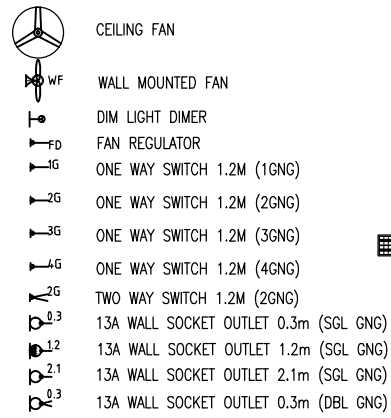 CEILING FAN
WF WALL MOUNTED FAN
DIM LIGHT DIMER
FD FAN REGULATOR
1G ONE WAY SWITCH 1.2M (1GNG)
2G ONE WAY SWITCH 1.2M (2GNG)
3G ONE WAY SWITCH 1.2M (3GNG)
4G ONE WAY SWITCH 1.2M (4GNG)
2G TWO WAY SWITCH 1.2M (2GNG)
0.3 13A WALL SOCKET OUTLET 0.3m (SGL GNG)
1.2 13A WALL SOCKET OUTLET 1.2m (SGL GNG)
2.1 13A WALL SOCKET OUTLET 2.1m (SGL GNG)
0.3 13A WALL SOCKET OUTLET 0.3m (DBL GNG)